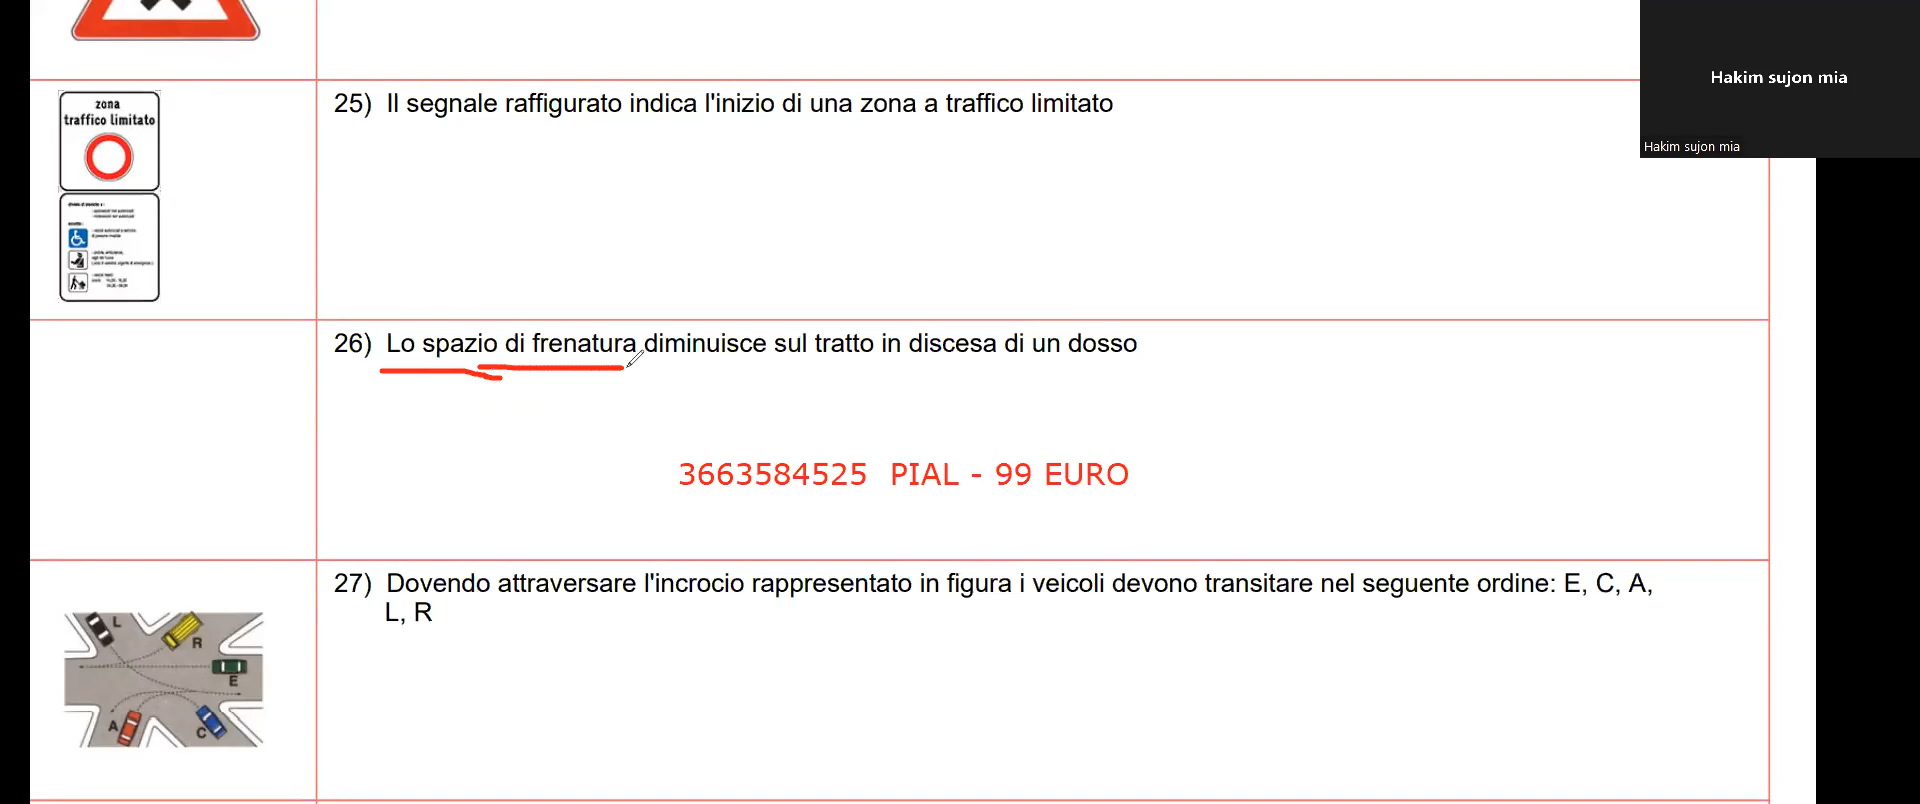 Hakim sujon mia
Hakim sujon mia
zona
traffico limitato
25) Il segnale raffigurato indica l'inizio di una zona a traffico limitato
26) Lo spazio di frenatura diminuisce sul tratto in discesa di un dosso
3663584525 PIAL - 99 EURO
27) Dovendo attraversare l'incrocio rappresentato in figura i veicoli devono transitare nel seguente ordine: E, C, A,
L, R
L
R
E
A
C